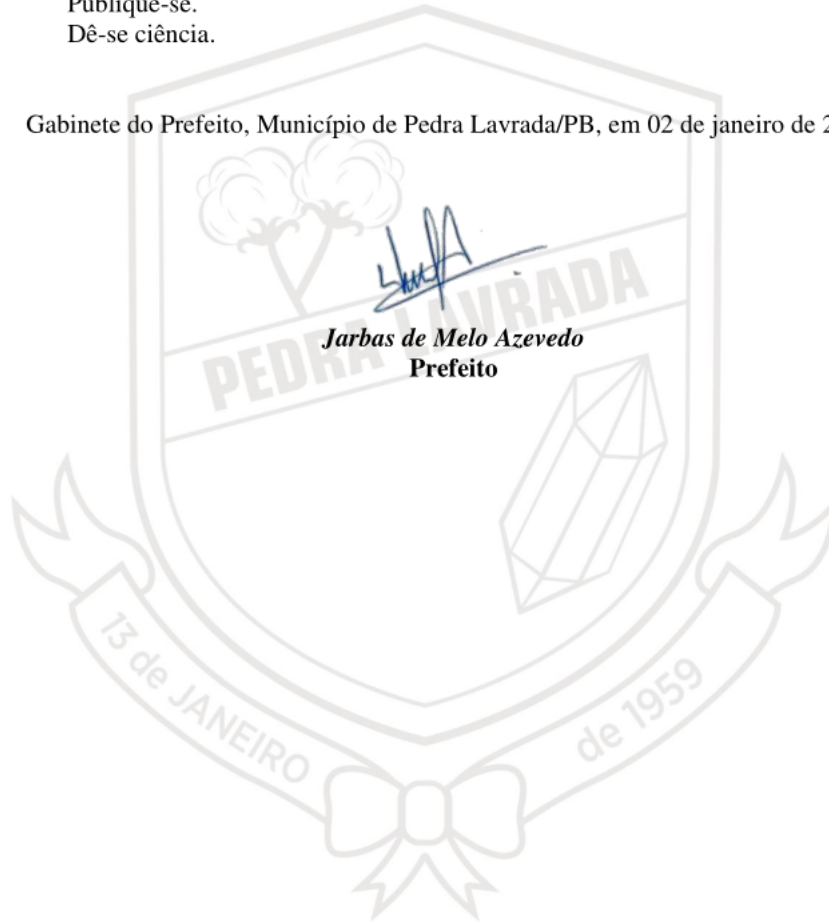 Publique-se.
Dê-se ciência.
Gabinete do Prefeito, Município de Pedra Lavrada/PB, em 02 de janeiro de 2
PEDRA LAVRADA
Jarbas de Melo Azevedo
Prefeito
13 de JANEIRO
de 1959